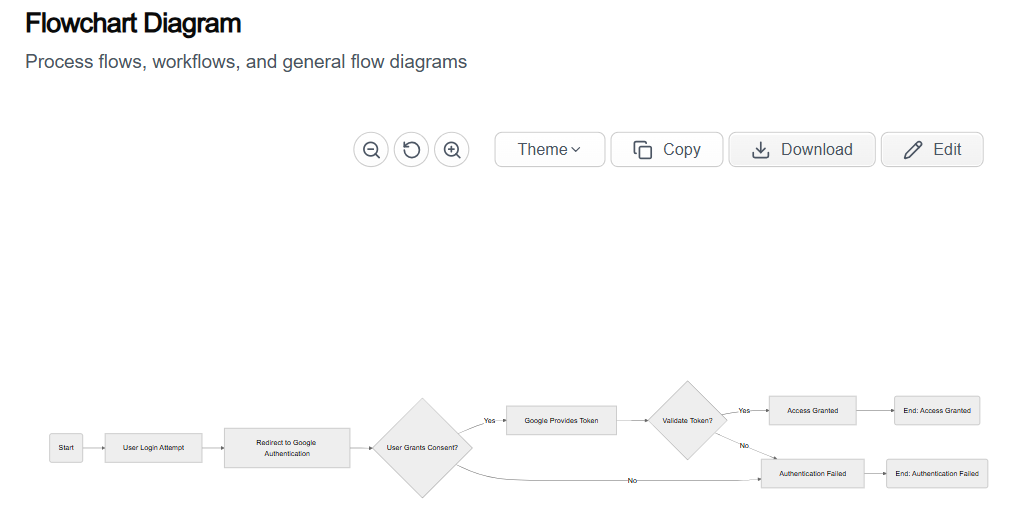 Flowchart Diagram
Process flows, workflows, and general flow diagrams
Theme
Copy
Download
Edit
Start
User Login Attempt
Redirect to Google
Authentication
User Grants Consent?
Yes
Google Provides Token
Validate Token?
Yes
Access Granted
End: Access Granted
No
Authentication Failed
End: Authentication Failed
No